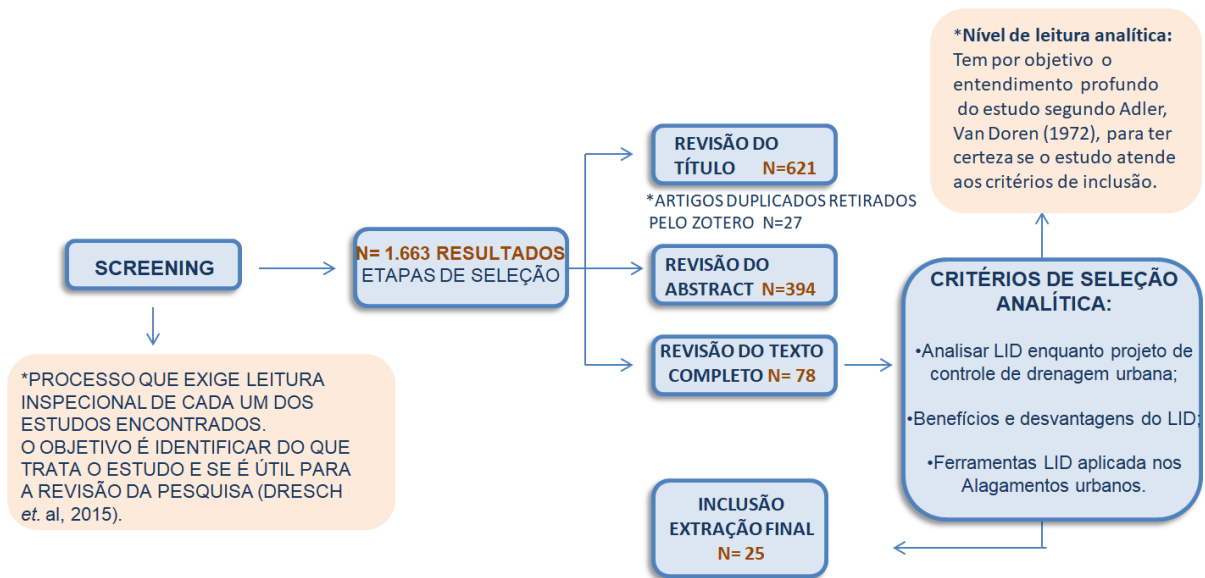 SCREENING
*PROCESSO QUE EXIGE LEITURA
INSPECIONAL DE CADA UM DOS
ESTUDOS ENCONTRADOS.
O OBJETIVO É IDENTIFICAR DO QUE
TRATA O ESTUDO E SE É ÚTIL PARA
A REVISÃO DA PESQUISA (DRESCH
et. al, 2015).
N= 1.663 RESULTADOS
ETAPAS DE SELEÇÃO
REVISÃO DO
TÍTULO N=621
*ARTIGOS DUPLICADOS RETIRADOS
PELO ZOTERO N=27
REVISÃO DO
ABSTRACT N=394
REVISÃO DO TEXTO
COMPLETO N= 78
*Nível de leitura analítica:
Tem por objetivo o
entendimento profundo
do estudo segundo Adler,
Van Doren (1972), para ter
certeza se o estudo atende
aos critérios de inclusão.
CRITÉRIOS DE SELEÇÃO
ANALÍTICA:
•Analisar LID enquanto projeto de
controle de drenagem urbana;
•Benefícios e desvantagens do LID;
•Ferramentas LID aplicada nos
Alagamentos urbanos.
INCLUSÃO
EXTRAÇÃO FINAL
N= 25